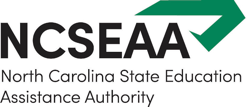 NCSEAA
North Carolina State Education
Assistance Authority